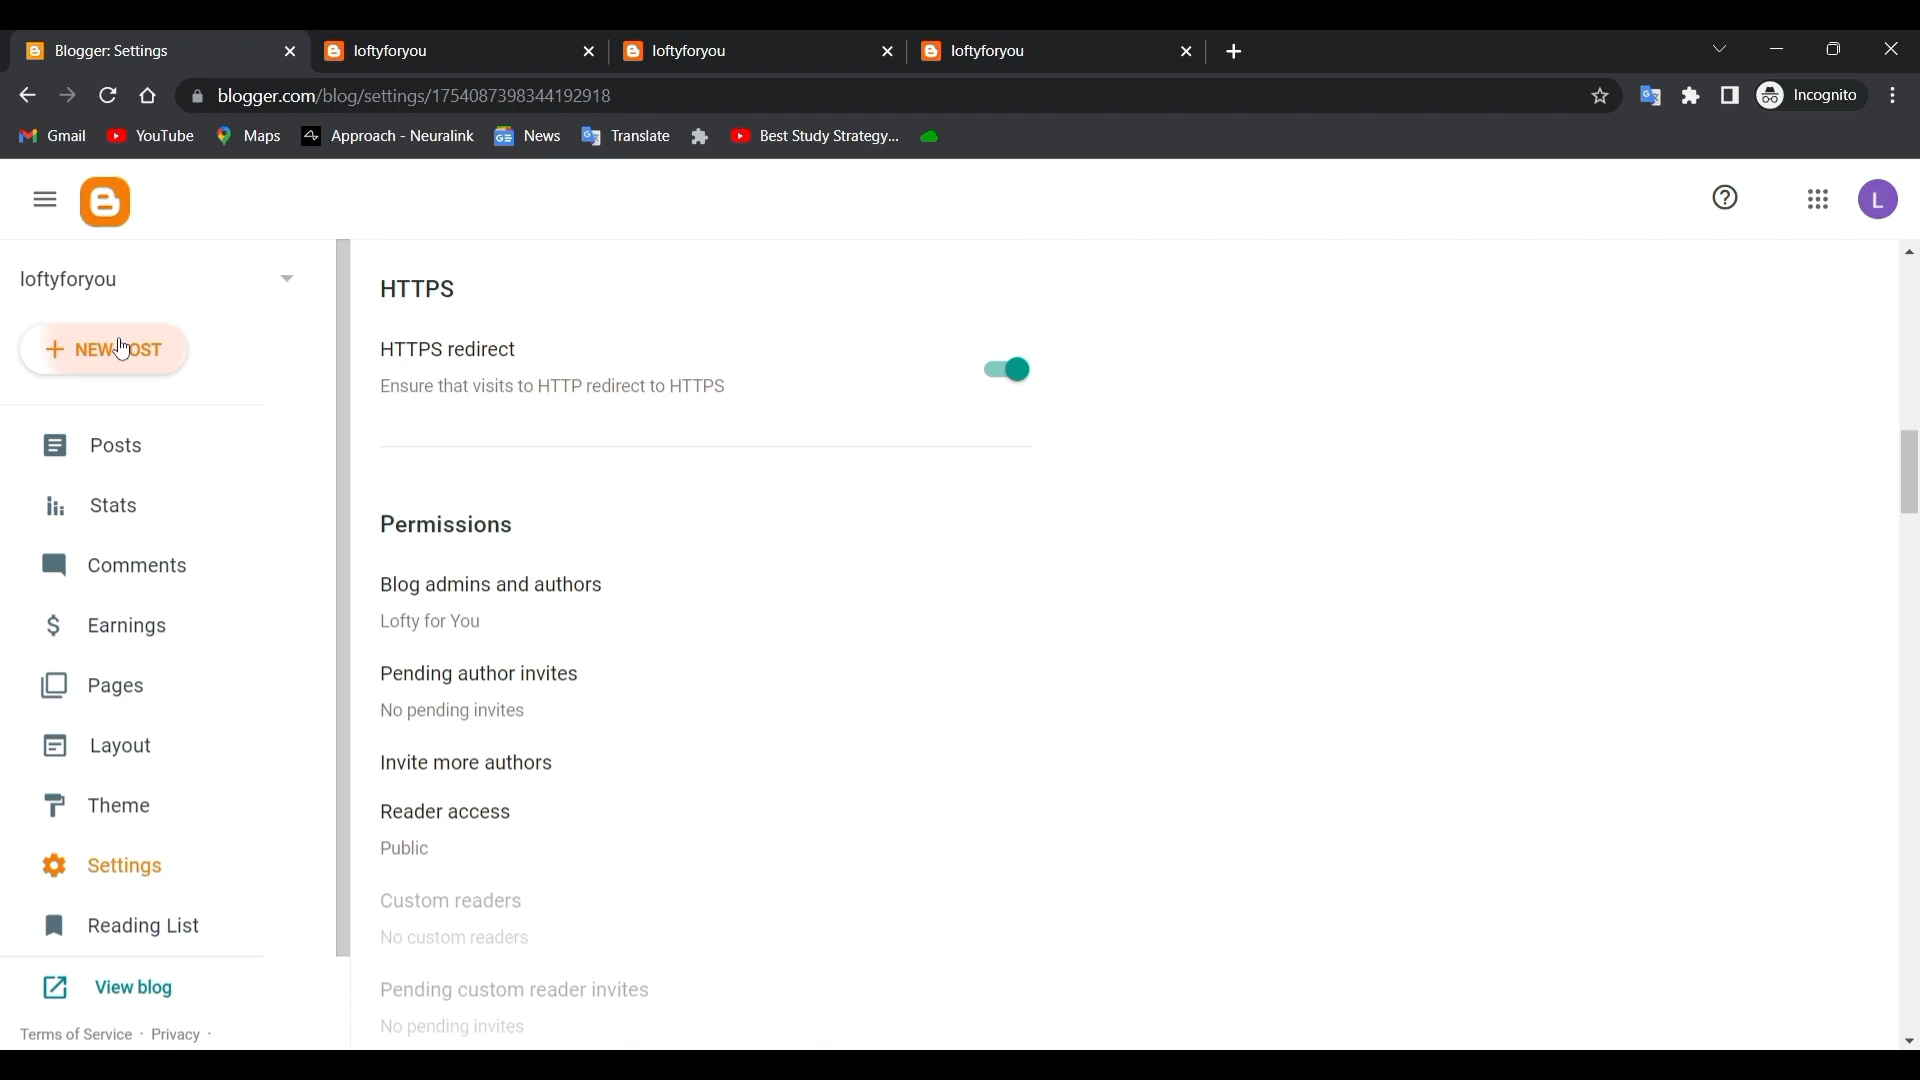 Blogger: Settings
loftyforyou
loftyforyou
loftyforyou
blogger.com/blog/settings/1754087398344192918
Incognito
Gmail
YouTube
Maps
Approach - Neuralink
News
Translate
Best Study Strategy...
L
loftyforyou
NEW POST
Posts
Stats
Comments
Earnings
Pages
Layout
Theme
Settings
Reading List
View blog
Terms of Service · Privacy ·
HTTPS
HTTPS redirect
Ensure that visits to HTTP redirect to HTTPS
Permissions
Blog admins and authors
Lofty for You
Pending author invites
No pending invites
Invite more authors
Reader access
Public
Custom readers
No custom readers
Pending custom reader invites
No pending invites